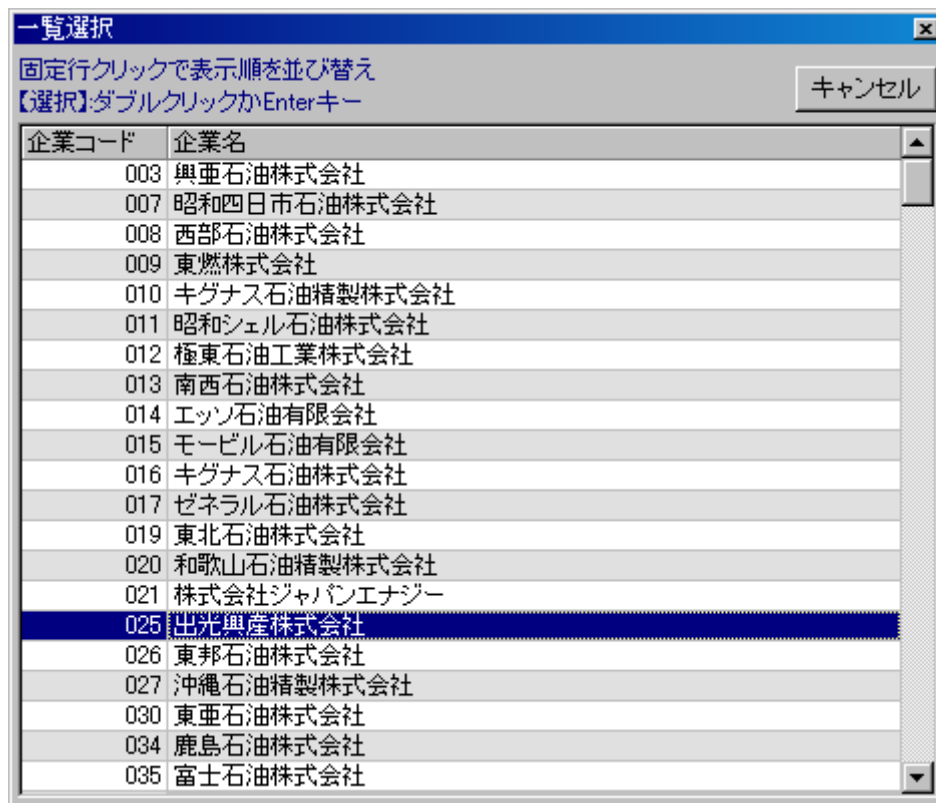 一覧選択
固定行クリックで表示順を並び替え
【選択】:ダブルクリックかEnterキー
キャンセル
企業コード 企業名
003 興亜石油株式会社
007 昭和四日市石油株式会社
008 西部石油株式会社
009 東燃株式会社
010 キグナス石油精製株式会社
011 昭和シェル石油株式会社
012 極東石油工業株式会社
013 南西石油株式会社
014 エッソ石油有限会社
015 モービル石油有限会社
016 キグナス石油株式会社
017 ゼネラル石油株式会社
019 東北石油株式会社
020 和歌山石油精製株式会社
021 株式会社ジャパンエナジー
025 出光興産株式会社
026 東邦石油株式会社
027 沖縄石油精製株式会社
030 東亜石油株式会社
034 鹿島石油株式会社
035 富士石油株式会社